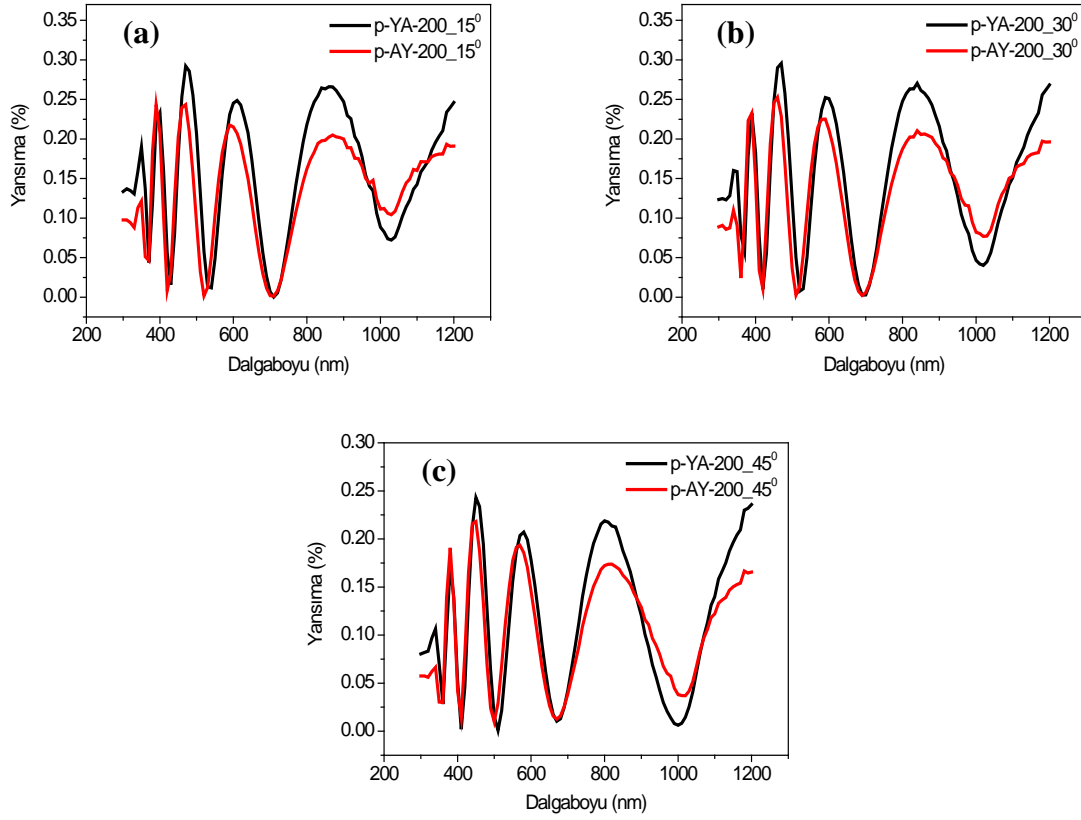 (a)
p-YA-200_15⁰
p-AY-200_15⁰
Yansıma (%)
0.35
0.30
0.25
0.20
0.15
0.10
0.05
0.00
200 400 600 800 1000 1200
Dalgaboyu (nm)
(b)
p-YA-200_30⁰
p-AY-200_30⁰
Yansıma (%)
0.35
0.30
0.25
0.20
0.15
0.10
0.05
0.00
200 400 600 800 1000 1200
Dalgaboyu (nm)
(c)
p-YA-200_45⁰
p-AY-200_45⁰
Yansıma (%)
0.30
0.25
0.20
0.15
0.10
0.05
0.00
200 400 600 800 1000 1200
Dalgaboyu (nm)